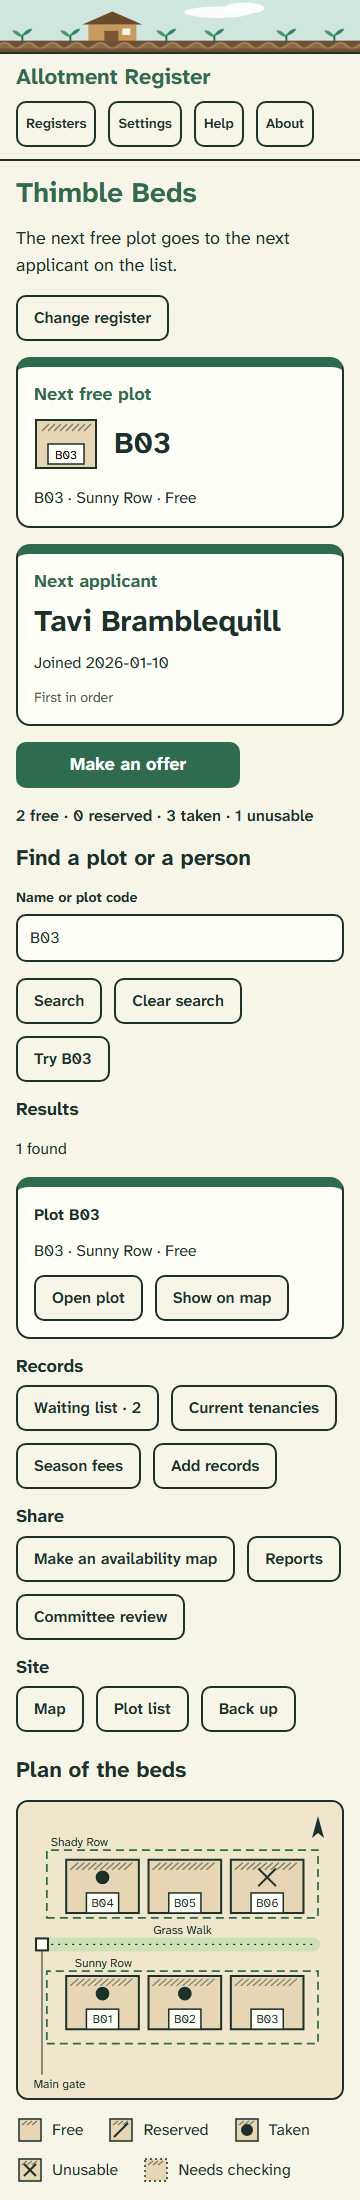 Allotment Register
Registers Settings Help About
Thimble Beds
The next free plot goes to the next
applicant on the list.
Change register
Next free plot
B03 B03
B03 · Sunny Row · Free
Next applicant
Tavi Bramblequill
Joined 2026-01-10
First in order
Make an offer
2 free · 0 reserved · 3 taken · 1 unusable
Find a plot or a person
Name or plot code
B03
Search Clear search
Try B03
Results
1 found
Plot B03
B03 · Sunny Row · Free
Open plot Show on map
Records
Waiting list · 2 Current tenancies
Season fees Add records
Share
Make an availability map Reports
Committee review
Site
Map Plot list Back up
Plan of the beds
Shady Row
B04 B05 B06
Grass Walk
Sunny Row
B01 B02 B03
Main gate
Free Reserved Taken
Unusable Needs checking